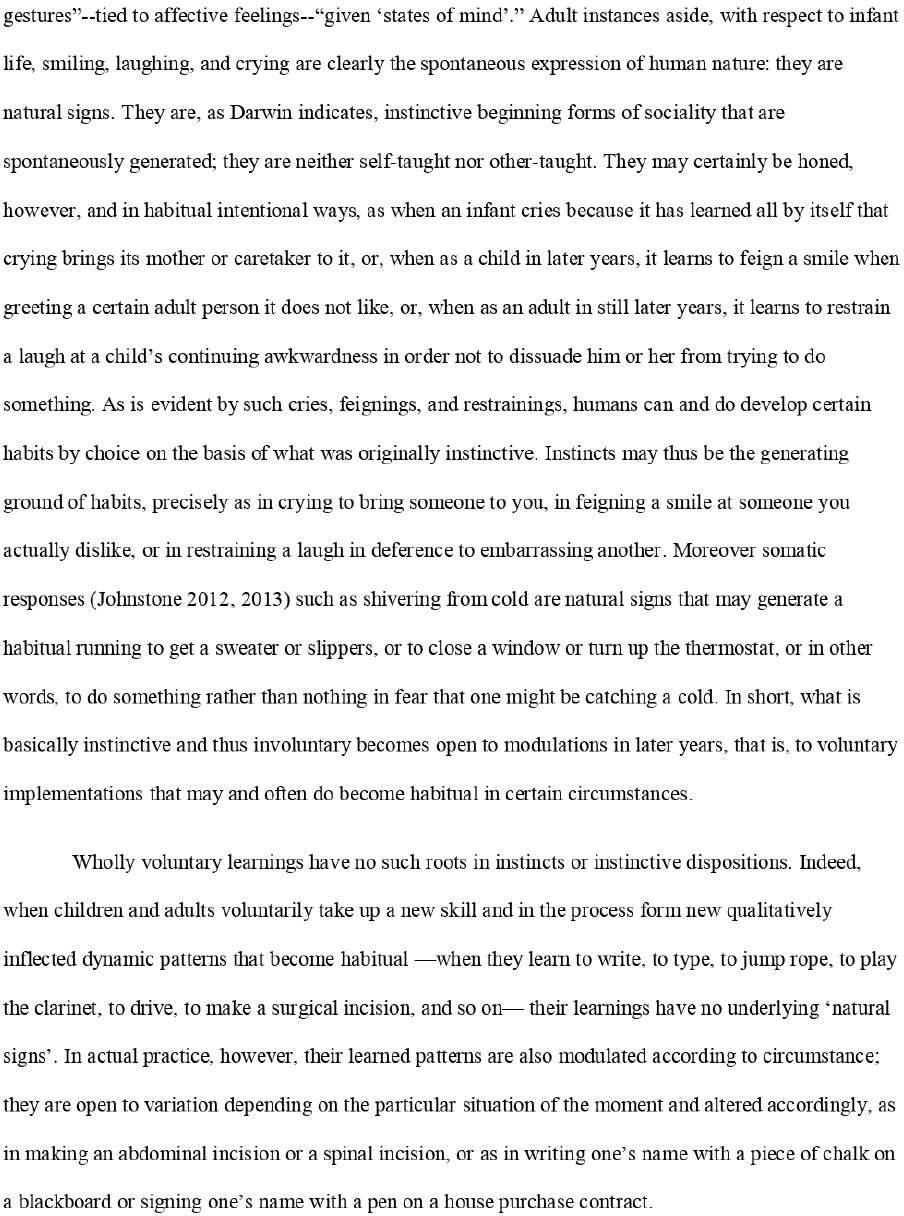 gestures”--tied to affective feelings--“given ‘states of mind’.” Adult instances aside, with respect to infant
life, smiling, laughing, and crying are clearly the spontaneous expression of human nature: they are
natural signs. They are, as Darwin indicates, instinctive beginning forms of sociality that are
spontaneously generated; they are neither self-taught nor other-taught. They may certainly be honed,
however, and in habitual intentional ways, as when an infant cries because it has learned all by itself that
crying brings its mother or caretaker to it, or, when as a child in later years, it learns to feign a smile when
greeting a certain adult person it does not like, or, when as an adult in still later years, it learns to restrain
a laugh at a child’s continuing awkwardness in order not to dissuade him or her from trying to do
something. As is evident by such cries, feignings, and restrainings, humans can and do develop certain
habits by choice on the basis of what was originally instinctive. Instincts may thus be the generating
ground of habits, precisely as in crying to bring someone to you, in feigning a smile at someone you
actually dislike, or in restraining a laugh in deference to embarrassing another. Moreover somatic
responses (Johnstone 2012, 2013) such as shivering from cold are natural signs that may generate a
habitual running to get a sweater or slippers, or to close a window or turn up the thermostat, or in other
words, to do something rather than nothing in fear that one might be catching a cold. In short, what is
basically instinctive and thus involuntary becomes open to modulations in later years, that is, to voluntary
implementations that may and often do become habitual in certain circumstances.
Wholly voluntary learnings have no such roots in instincts or instinctive dispositions. Indeed,
when children and adults voluntarily take up a new skill and in the process form new qualitatively
inflected dynamic patterns that become habitual —when they learn to write, to type, to jump rope, to play
the clarinet, to drive, to make a surgical incision, and so on— their learnings have no underlying ‘natural
signs’. In actual practice, however, their learned patterns are also modulated according to circumstance;
they are open to variation depending on the particular situation of the moment and altered accordingly, as
in making an abdominal incision or a spinal incision, or as in writing one’s name with a piece of chalk on
a blackboard or signing one’s name with a pen on a house purchase contract.